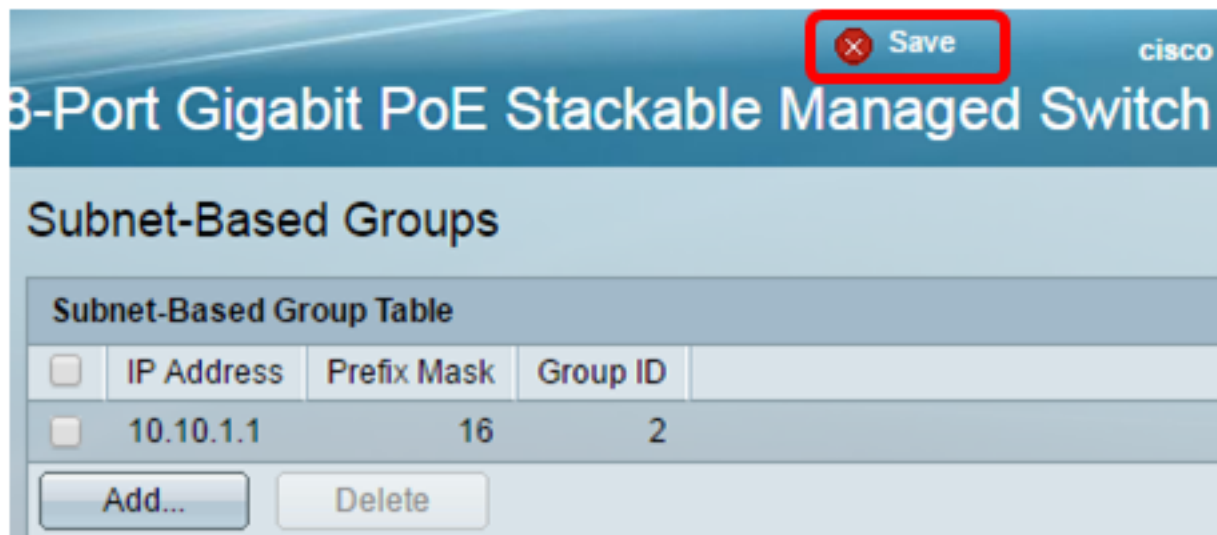 Save
cisco
8-Port Gigabit PoE Stackable Managed Switch
Subnet-Based Groups
Subnet-Based Group Table
IP Address Prefix Mask Group ID
10.10.1.1 16 2
Add... Delete